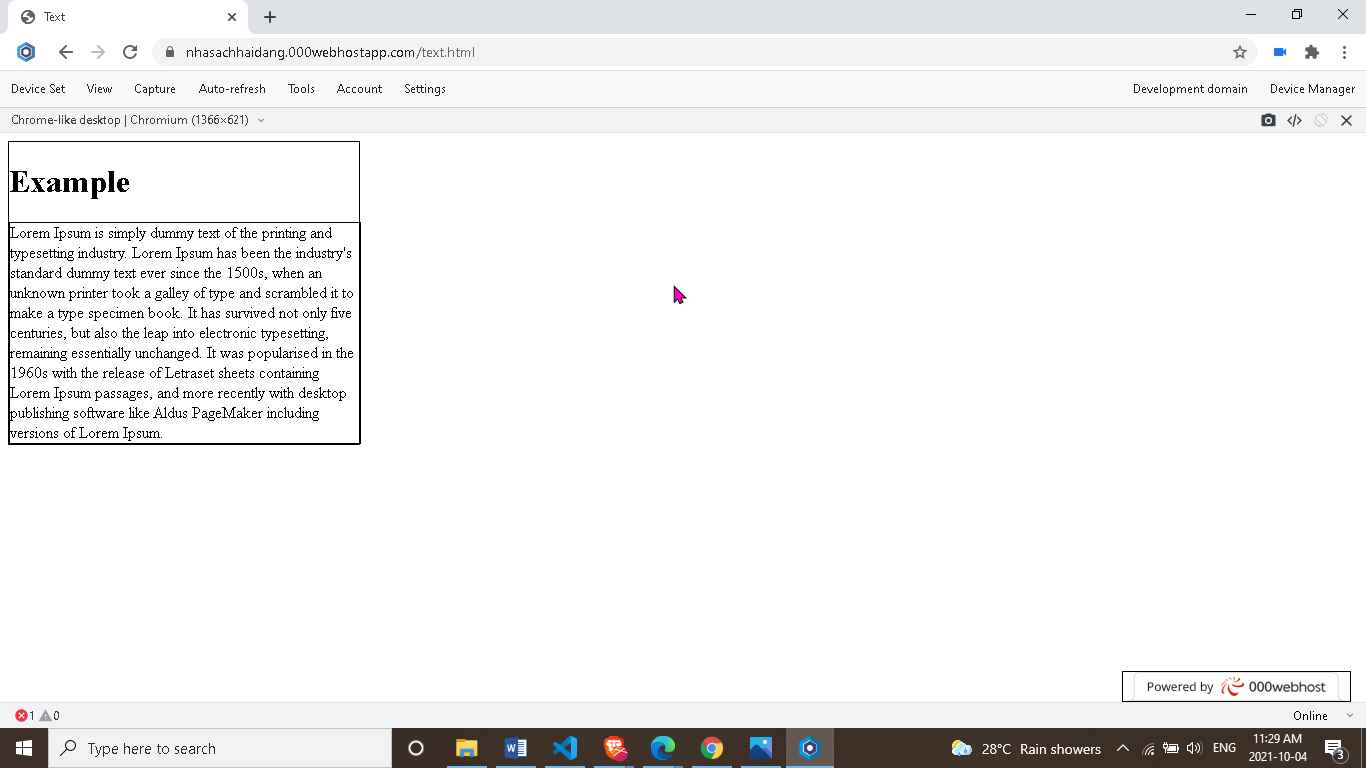 Text
nhasachhaidang.000webhostapp.com/text.html
Device Set View Capture Auto-refresh Tools Account Settings Development domain Device Manager
Chrome-like desktop | Chromium (1366×621)
Example
Lorem Ipsum is simply dummy text of the printing and
typesetting industry. Lorem Ipsum has been the industry's
standard dummy text ever since the 1500s, when an
unknown printer took a galley of type and scrambled it to
make a type specimen book. It has survived not only five
centuries, but also the leap into electronic typesetting,
remaining essentially unchanged. It was popularised in the
1960s with the release of Letraset sheets containing
Lorem Ipsum passages, and more recently with desktop
publishing software like Aldus PageMaker including
versions of Lorem Ipsum.
Powered by 000webhost
1 0 Online
Type here to search
28°C Rain showers
ENG
11:29 AM
2021-10-04
3